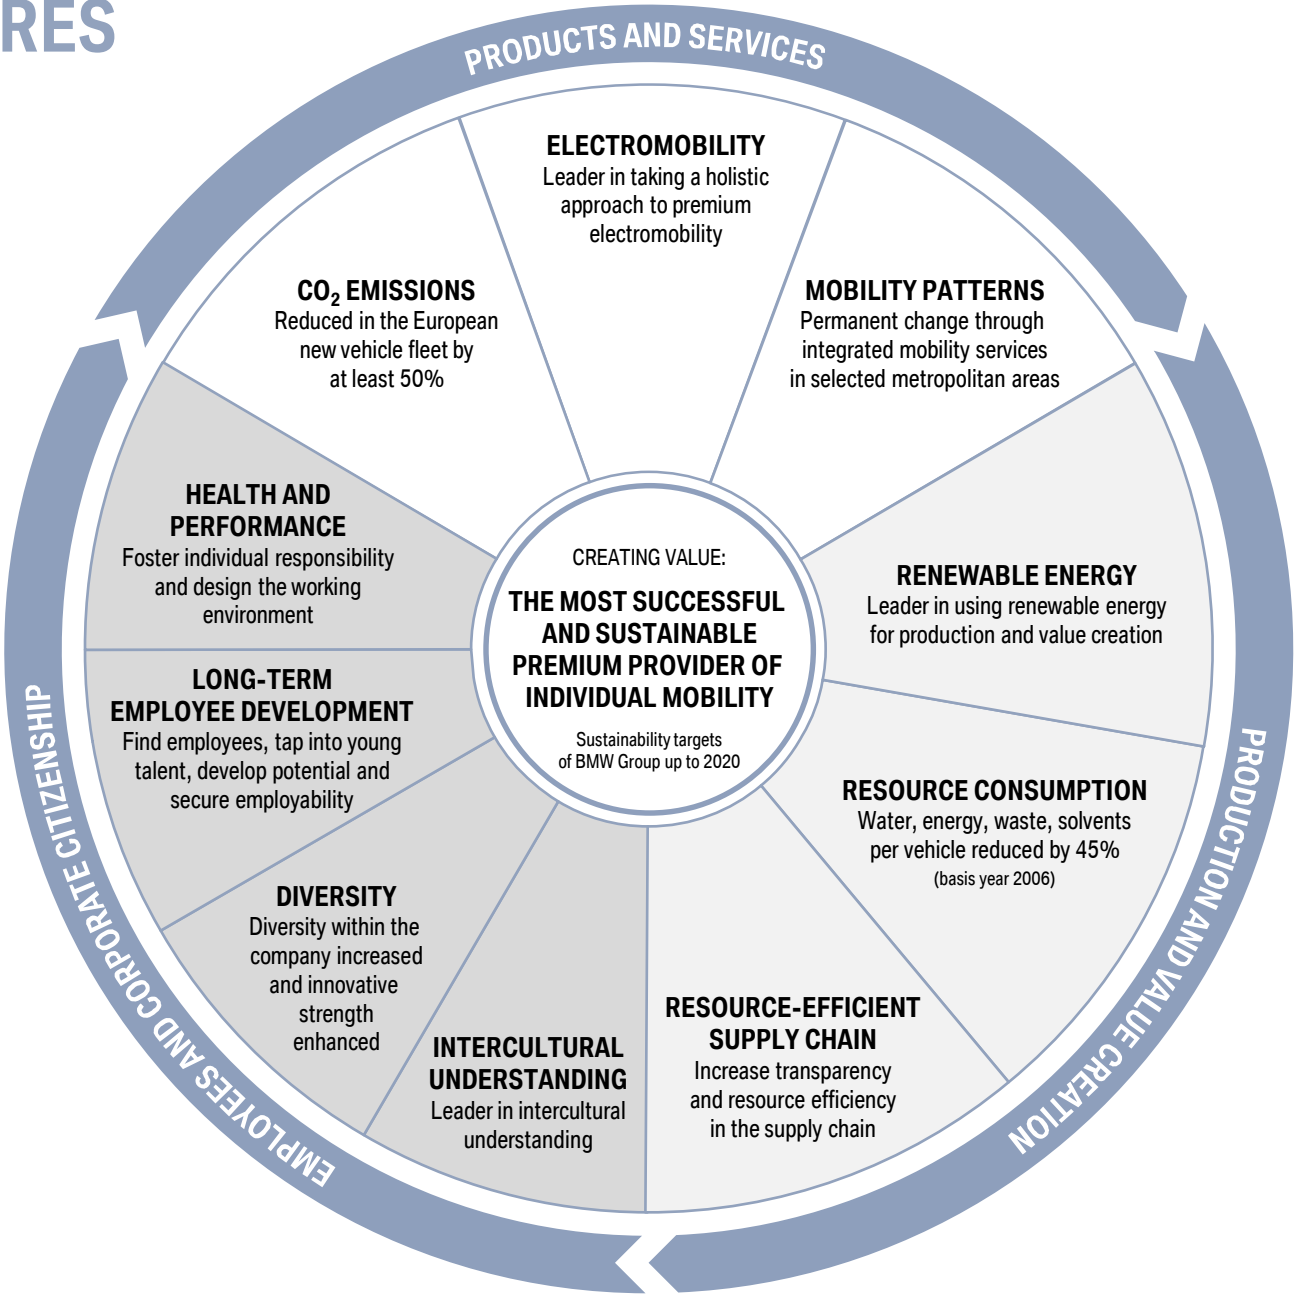 RES
PRODUCTS AND SERVICES
ELECTROMOBILITY
Leader in taking a holistic
approach to premium
electromobility
CO₂ EMISSIONS
Reduced in the European
new vehicle fleet by
at least 50%
MOBILITY PATTERNS
Permanent change through
integrated mobility services
in selected metropolitan areas
HEALTH AND
PERFORMANCE
Foster individual responsibility
and design the working
environment
CREATING VALUE:
THE MOST SUCCESSFUL
AND SUSTAINABLE
PREMIUM PROVIDER OF
INDIVIDUAL MOBILITY
Sustainability targets
of BMW Group up to 2020
RENEWABLE ENERGY
Leader in using renewable energy
for production and value creation
LONG-TERM
EMPLOYEE DEVELOPMENT
Find employees, tap into young
talent, develop potential and
secure employability
RESOURCE CONSUMPTION
Water, energy, waste, solvents
per vehicle reduced by 45%
(basis year 2006)
DIVERSITY
Diversity within the
company increased
and innovative
strength
enhanced
INTERCULTURAL
UNDERSTANDING
Leader in intercultural
understanding
RESOURCE-EFFICIENT
SUPPLY CHAIN
Increase transparency
and resource efficiency
in the supply chain
PRODUCTION AND VALUE CREATION
EMPLOYEES AND CORPORATE CITIZENSHIP